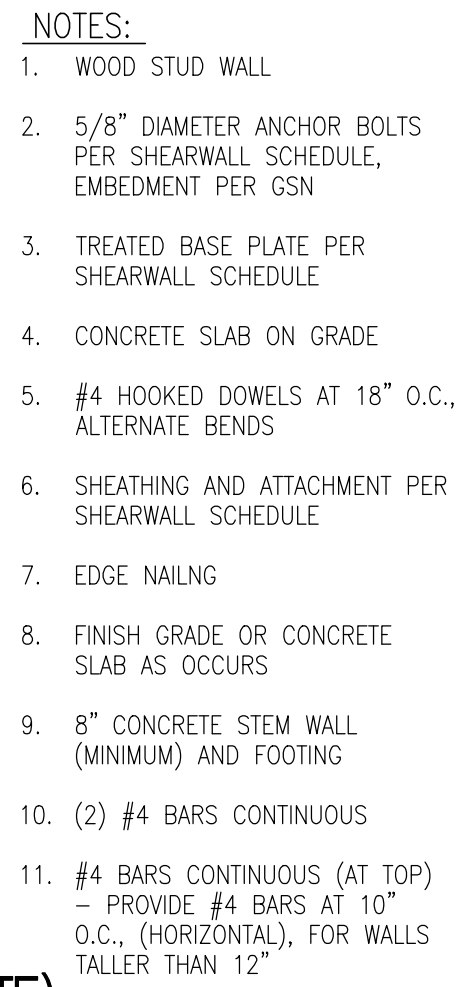 NOTES:
1. WOOD STUD WALL
2. 5/8" DIAMETER ANCHOR BOLTS
PER SHEARWALL SCHEDULE,
EMBEDMENT PER GSN
3. TREATED BASE PLATE PER
SHEARWALL SCHEDULE
4. CONCRETE SLAB ON GRADE
5. #4 HOOKED DOWELS AT 18" O.C.,
ALTERNATE BENDS
6. SHEATHING AND ATTACHMENT PER
SHEARWALL SCHEDULE
7. EDGE NAILNG
8. FINISH GRADE OR CONCRETE
SLAB AS OCCURS
9. 8" CONCRETE STEM WALL
(MINIMUM) AND FOOTING
10. (2) #4 BARS CONTINUOUS
11. #4 BARS CONTINUOUS (AT TOP)
– PROVIDE #4 BARS AT 10"
O.C., (HORIZONTAL), FOR WALLS
TALLER THAN 12"